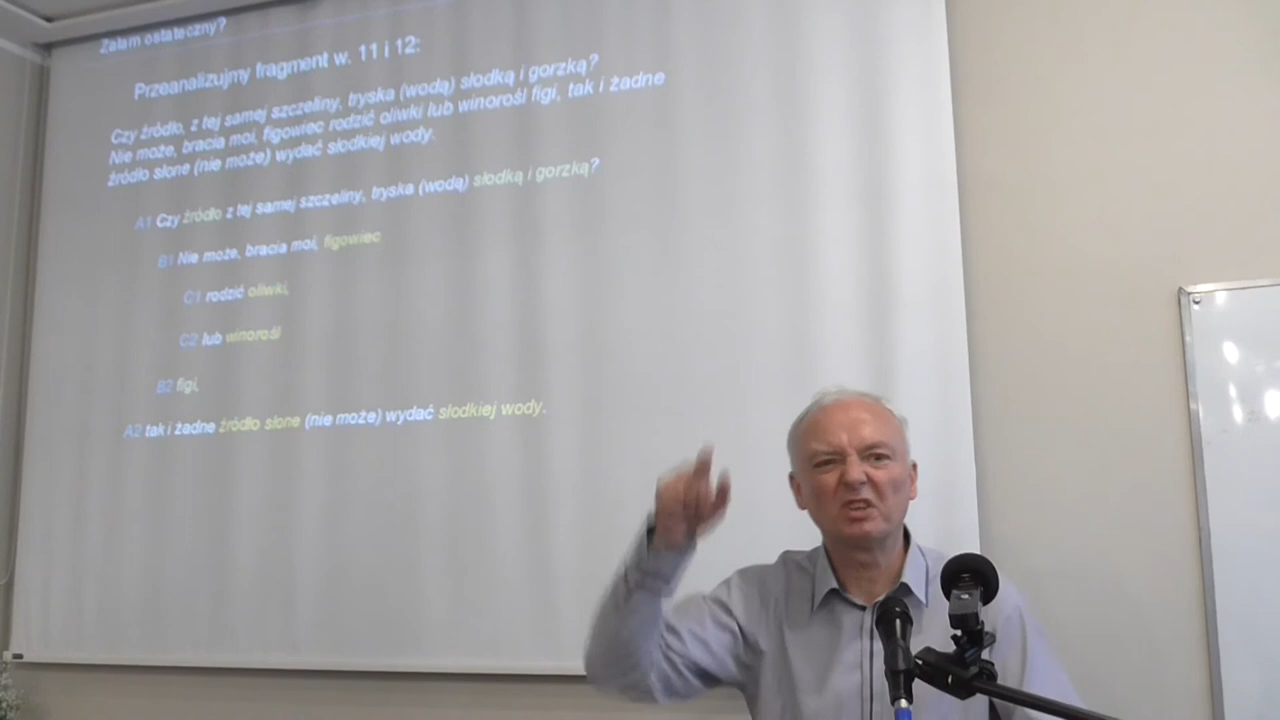 Załam ostateczny?
Przeanalizujmy fragment w. 11 i 12:
Czy źródło, z tej samej szczeliny, tryska (wodą) słodką i gorzką?
Nie może, bracia moi, figowiec rodzić oliwki lub winorośl figi, tak i żadne
źródło słone (nie może) wydać słodkiej wody.
A1 Czy źródło z tej samej szczeliny, tryska (wodą) słodką i gorzką?
B1 Nie może, bracia moi, figowiec
C1 rodzić oliwki,
C2 lub winorośl
B2 figi,
A2 tak i żadne źródło słone (nie może) wydać słodkiej wody.